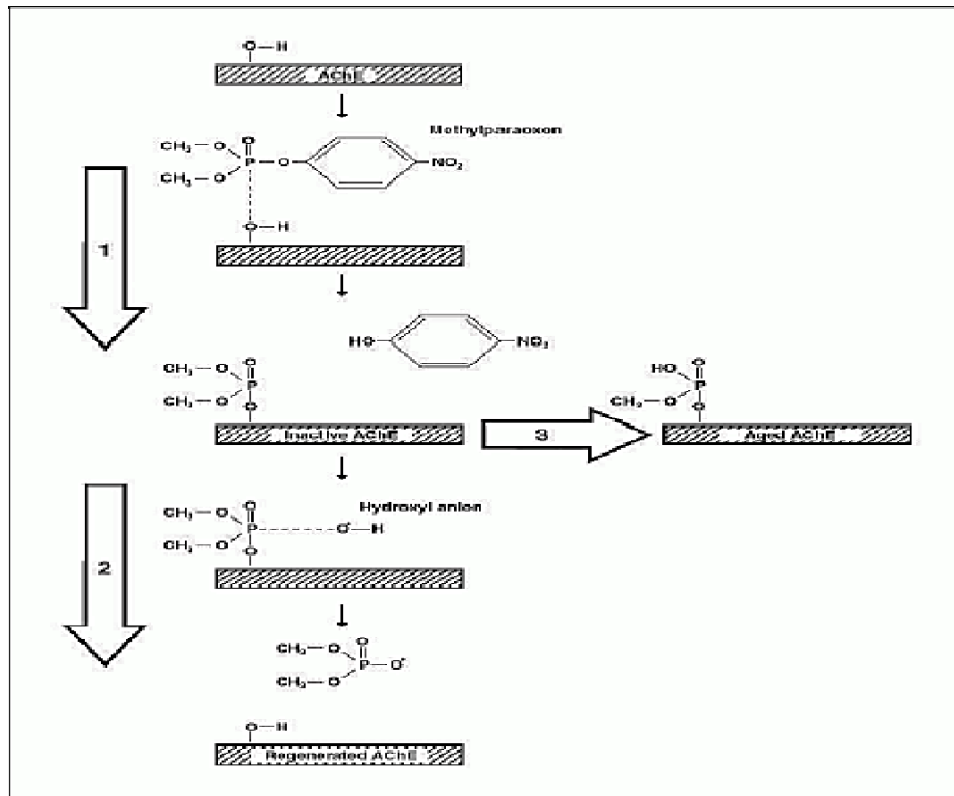 O—H
AChE
Methylparaoxon
CH₃—O
O
P—O
NO₂
CH₃—O
O—H
1
HO
NO₂
CH₃—O
O
P
CH₃—O
O
Inactive AChE
3
HO
O
P
CH₃—O
O
Aged AChE
Hydroxyl anion
CH₃—O
O
P
O⁻—H
CH₃—O
O
2
CH₃—O
O
P—O⁻
CH₃—O
O—H
Regenerated AChE